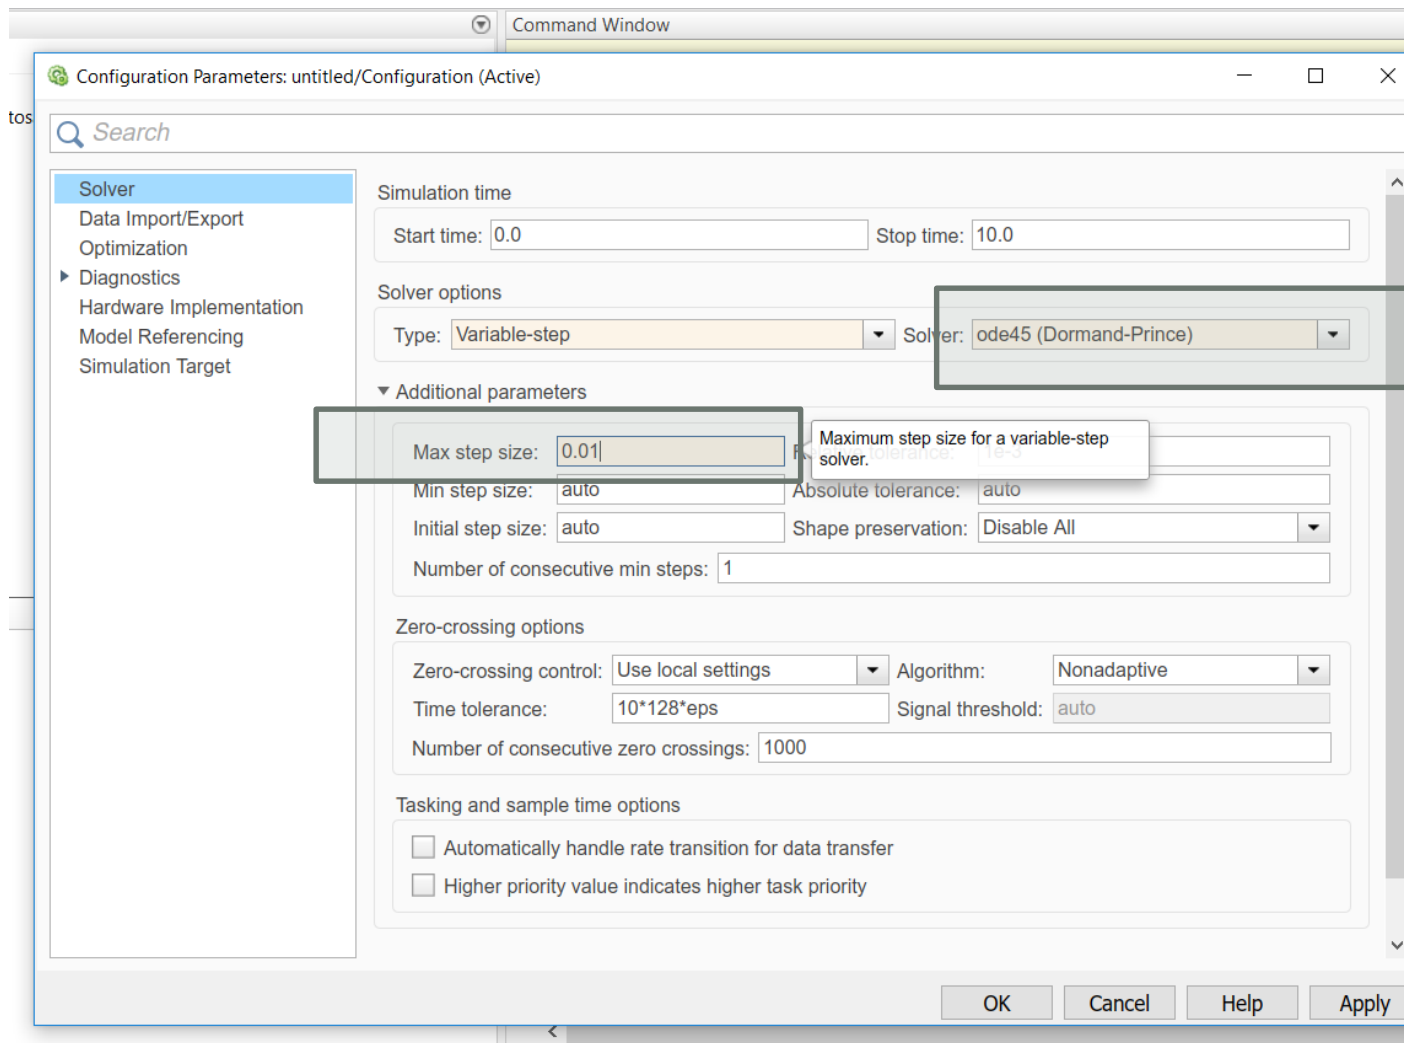 Command Window
Configuration Parameters: untitled/Configuration (Active)
tos
Search
Solver
Data Import/Export
Optimization
Diagnostics
Hardware Implementation
Model Referencing
Simulation Target
Simulation time
Start time: 0.0 Stop time: 10.0
Solver options
Type: Variable-step Solver: ode45 (Dormand-Prince)
Additional parameters
Max step size: 0.01 tolerance: 1e-3
Maximum step size for a variable-step
solver.
Min step size: auto Absolute tolerance: auto
Initial step size: auto Shape preservation: Disable All
Number of consecutive min steps: 1
Zero-crossing options
Zero-crossing control: Use local settings Algorithm: Nonadaptive
Time tolerance: 10*128*eps Signal threshold: auto
Number of consecutive zero crossings: 1000
Tasking and sample time options
Automatically handle rate transition for data transfer
Higher priority value indicates higher task priority
OK Cancel Help Apply